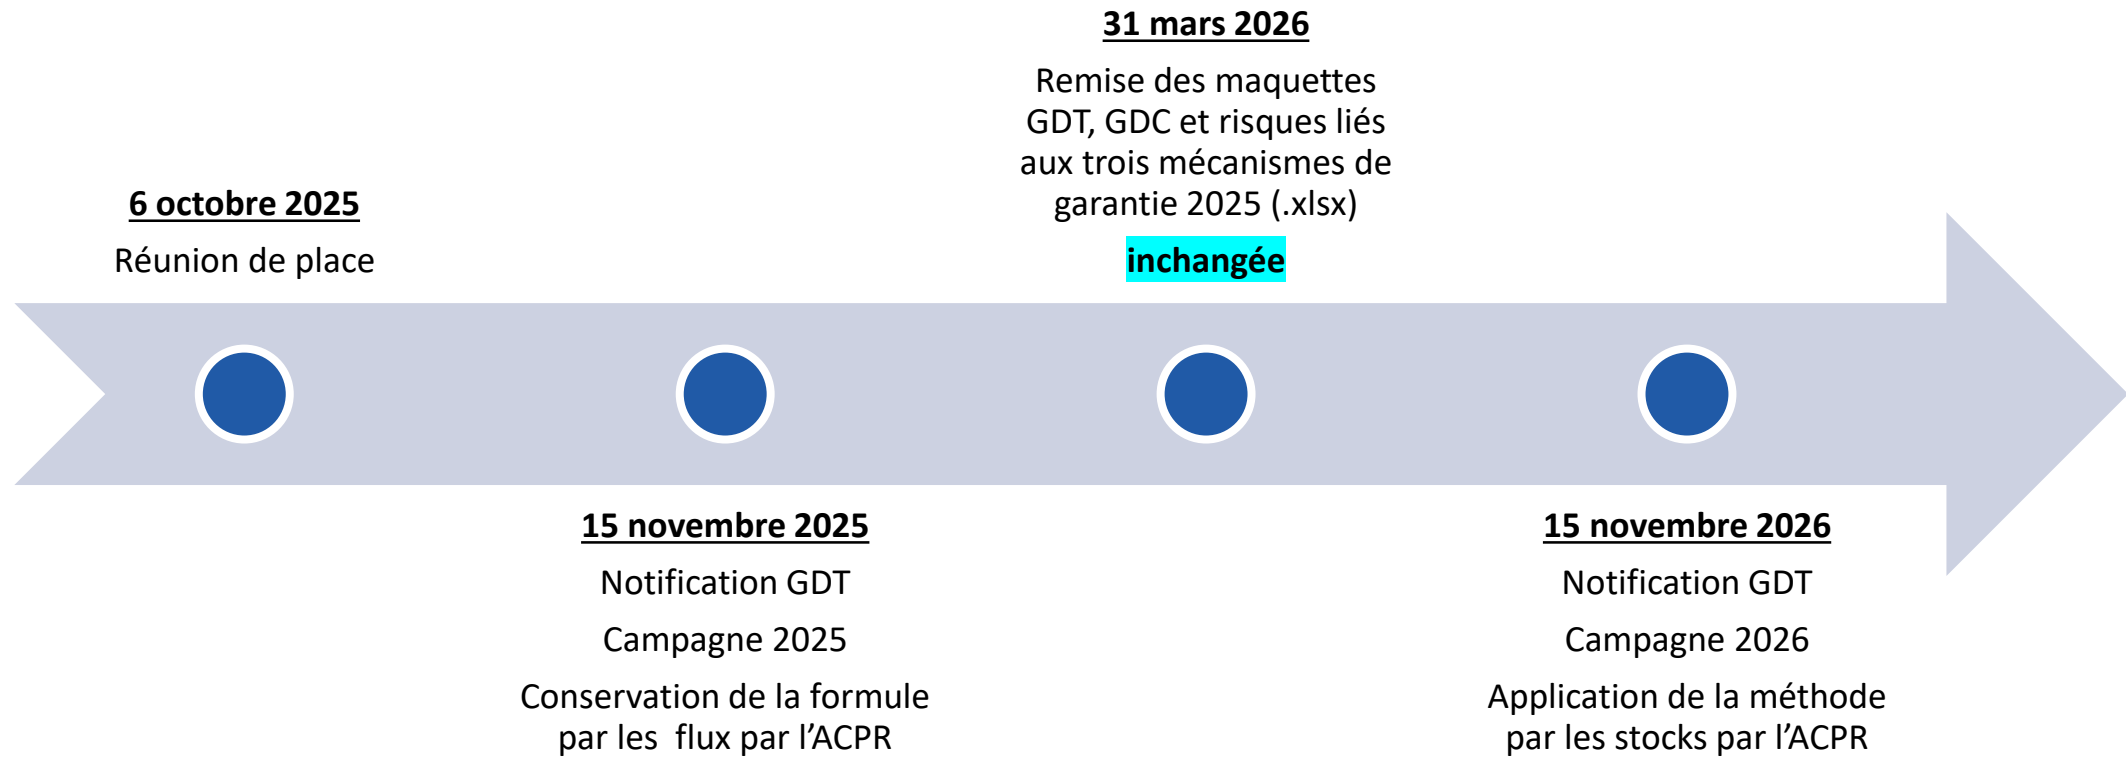 6 octobre 2025
Réunion de place
15 novembre 2025
Notification GDT
Campagne 2025
Conservation de la formule
par les  flux par l’ACPR
31 mars 2026
Remise des maquettes
GDT, GDC et risques liés
aux trois mécanismes de
garantie 2025 (.xlsx)
inchangée
15 novembre 2026
Notification GDT
Campagne 2026
Application de la méthode
par les stocks par l’ACPR